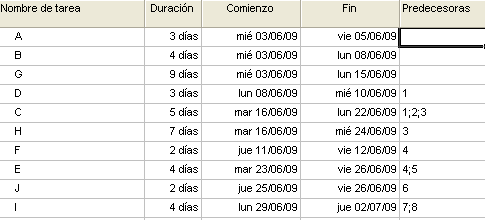 Nombre de tarea Duración Comienzo Fin Predecesoras
A 3 días mié 03/06/09 vie 05/06/09
B 4 días mié 03/06/09 lun 08/06/09
G 9 días mié 03/06/09 lun 15/06/09
D 3 días lun 08/06/09 mié 10/06/09 1
C 5 días mar 16/06/09 lun 22/06/09 1;2;3
H 7 días mar 16/06/09 mié 24/06/09 3
F 2 días jue 11/06/09 vie 12/06/09 4
E 4 días mar 23/06/09 vie 26/06/09 4;5
J 2 días jue 25/06/09 vie 26/06/09 6
I 4 días lun 29/06/09 jue 02/07/09 7;8